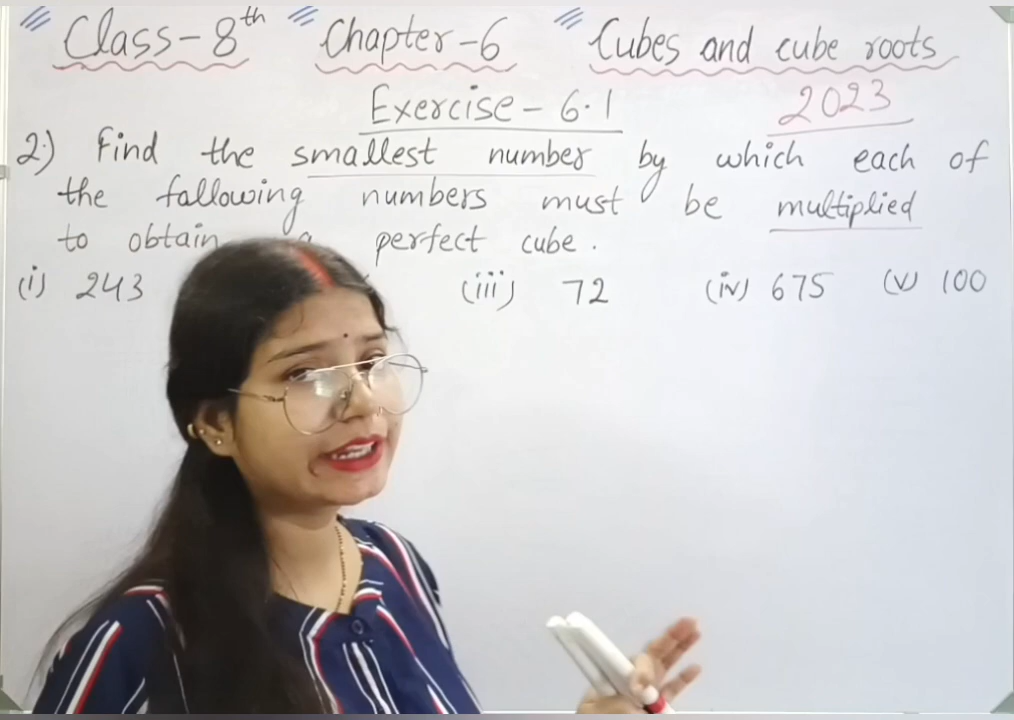 Class-8th Chapter-6 Cubes and cube roots
Exercise-6.1 2023
2.) Find the smallest number by which each of
the fallowing numbers must be multiplied
to obtain a perfect cube.
(i) 243 (iii) 72 (iv) 675 (v) 100